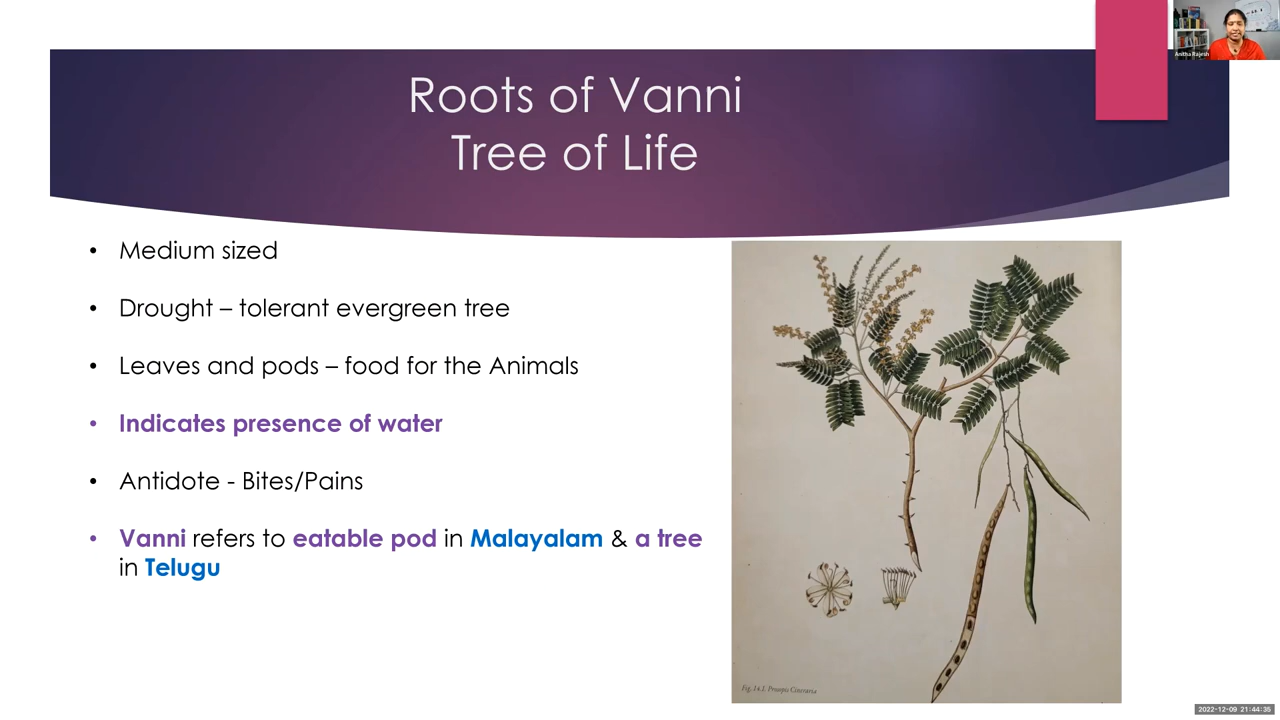 Roots of Vanni
Tree of Life
Anitha Rajesh
• Medium sized
• Drought – tolerant evergreen tree
• Leaves and pods – food for the Animals
• Indicates presence of water
• Antidote - Bites/Pains
• Vanni refers to eatable pod in Malayalam & a tree
in Telugu
Fig. 14.1 Prosopis Cineraria
2022-12-09 21:44:35